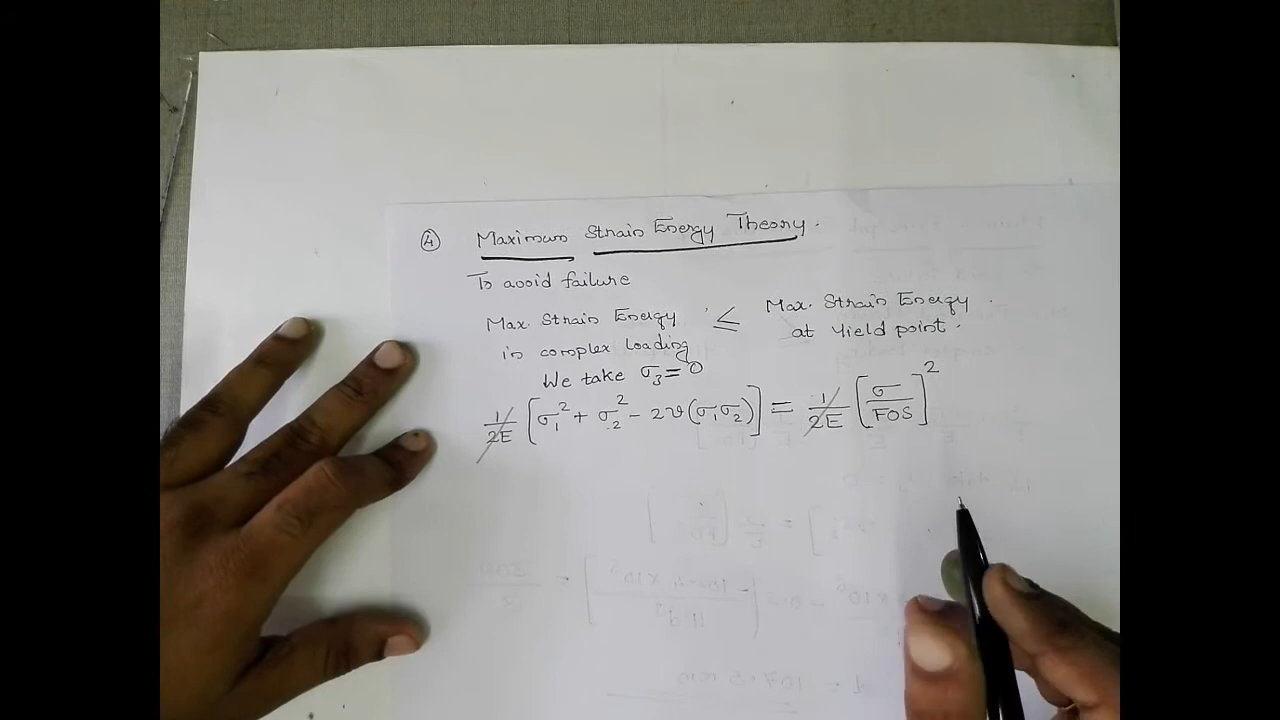 ④ Maximum Strain Energy Theory.
To avoid failure
Max. Strain Energy ≤ Max. Strain Energy
in complex loading at yield point.
We take σ₃ = 0
1/2E [σ₁² + σ₂² - 2ν(σ₁σ₂)] = 1/2E [σ/FOS]²